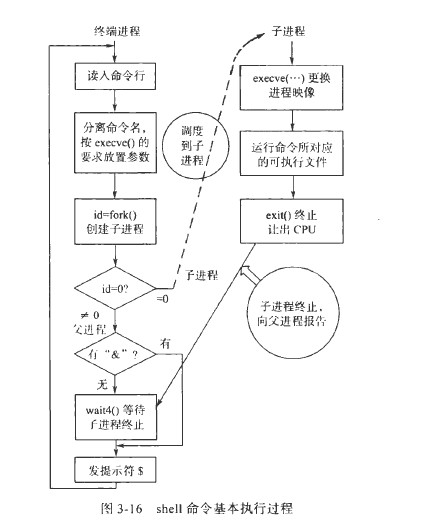 终端进程
读入命令行
分离命令名，
按 execve() 的
要求放置参数
id=fork()
创建子进程
id=0?
=0
子进程
≠ 0
父进程
有 “&” ?
有
无
wait4() 等待
子进程终止
发提示符 $
调度
到子
进程
子进程
execve(…) 更换
进程映像
运行命令所对应
的可执行文件
exit() 终止
让出 CPU
子进程终止，
向父进程报告
图 3-16 shell 命令基本执行过程